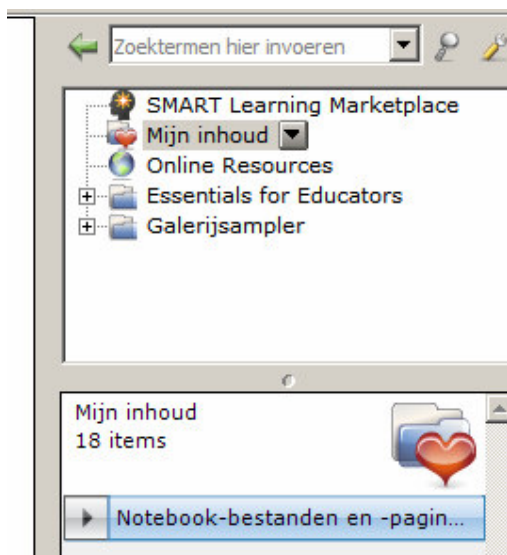 Zoektermen hier invoeren
SMART Learning Marketplace
Mijn inhoud
Online Resources
Essentials for Educators
Galerijsampler
Mijn inhoud
18 items
Notebook-bestanden en -pagin...